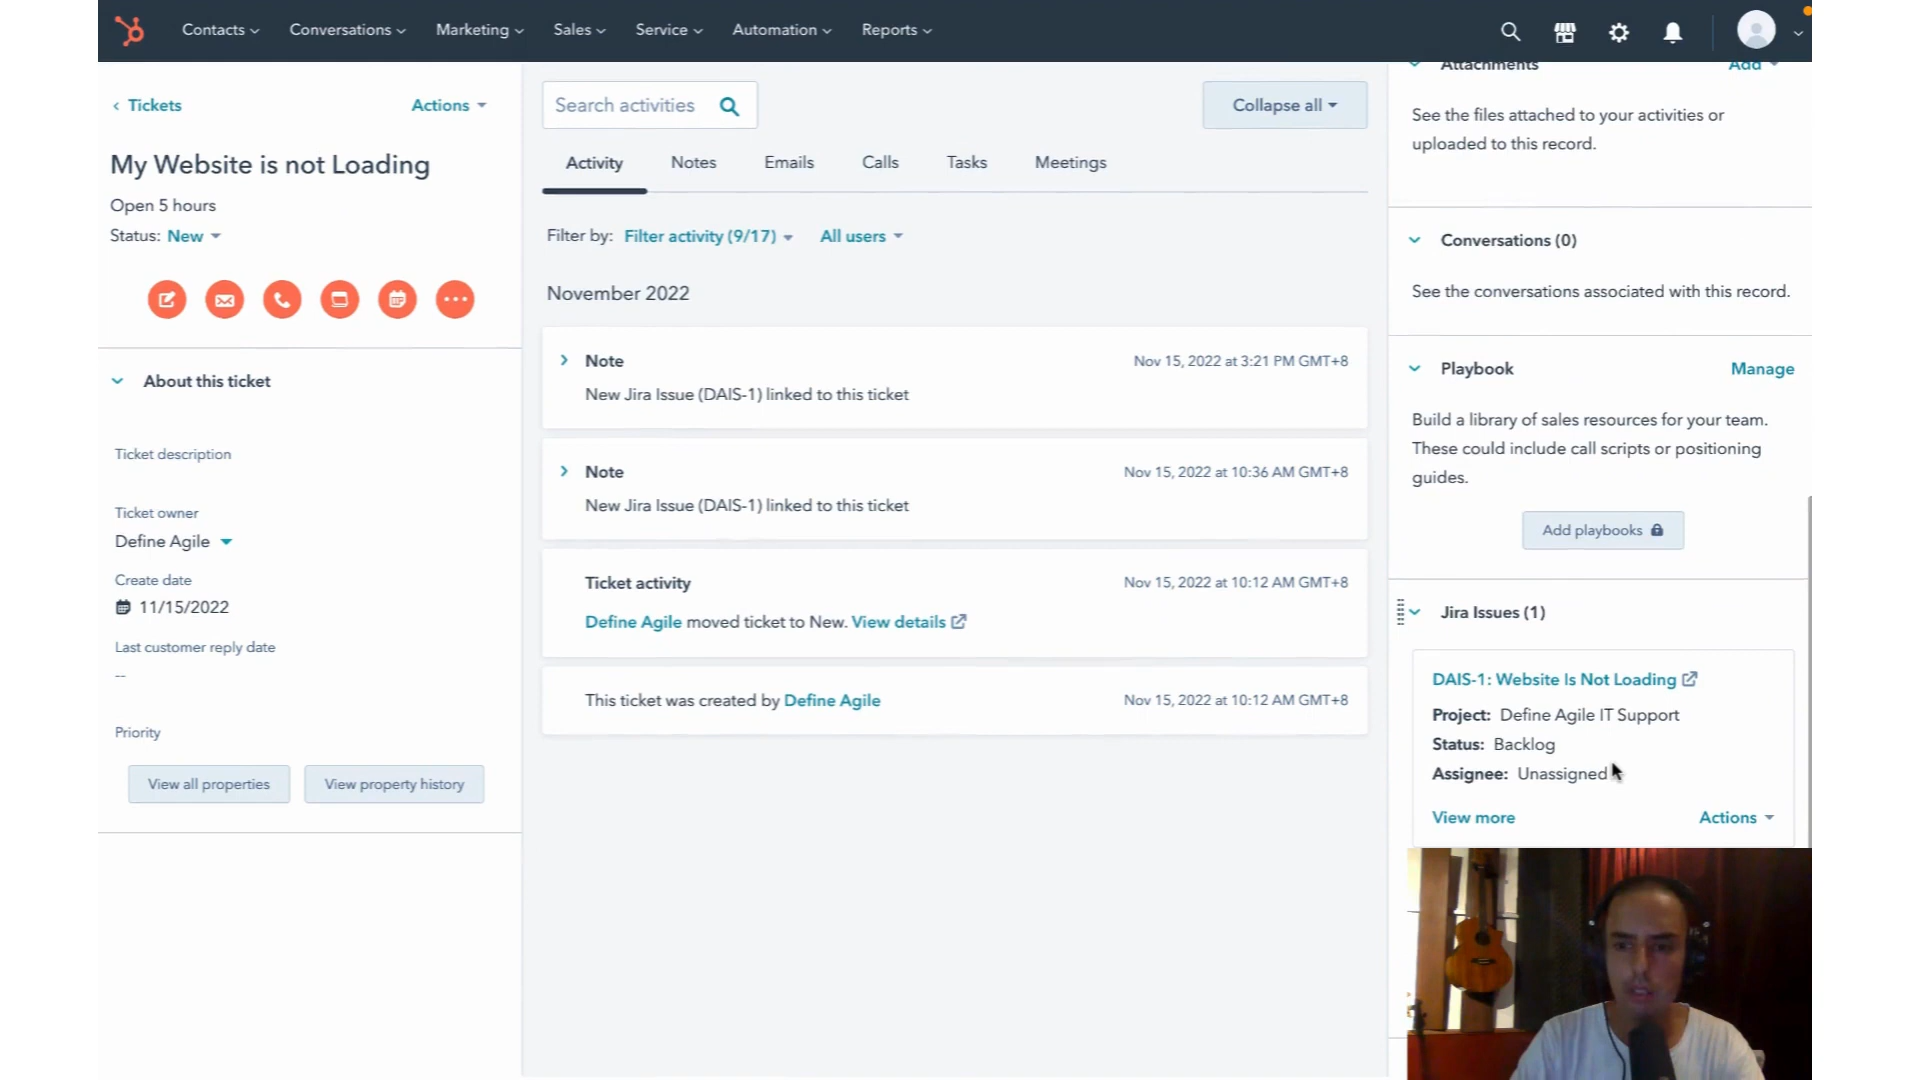 Contacts
Conversations
Marketing
Sales
Service
Automation
Reports
Tickets
Actions
My Website is not Loading
Open 5 hours
Status: New
About this ticket
Ticket description
Ticket owner
Define Agile
Create date
11/15/2022
Last customer reply date
--
Priority
View all properties
View property history
Search activities
Collapse all
Activity
Notes
Emails
Calls
Tasks
Meetings
Filter by: Filter activity (9/17) All users
November 2022
Note
Nov 15, 2022 at 3:21 PM GMT+8
New Jira Issue (DAIS-1) linked to this ticket
Note
Nov 15, 2022 at 10:36 AM GMT+8
New Jira Issue (DAIS-1) linked to this ticket
Ticket activity
Nov 15, 2022 at 10:12 AM GMT+8
Define Agile moved ticket to New. View details
This ticket was created by Define Agile
Nov 15, 2022 at 10:12 AM GMT+8
Attachments
Add
See the files attached to your activities or
uploaded to this record.
Conversations (0)
See the conversations associated with this record.
Playbook
Manage
Build a library of sales resources for your team.
These could include call scripts or positioning
guides.
Add playbooks
Jira Issues (1)
DAIS-1: Website Is Not Loading
Project: Define Agile IT Support
Status: Backlog
Assignee: Unassigned
View more
Actions